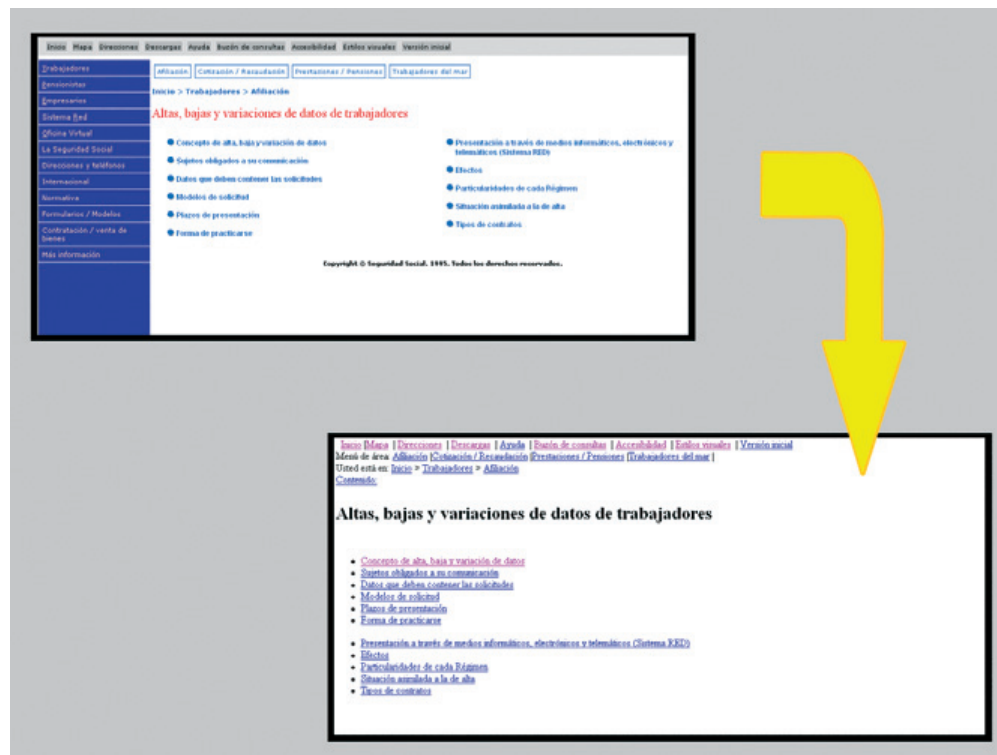 Inicio Mapa Direcciones Descargas Ayuda Buzón de consultas Accesibilidad Estilos visuales Versión inicial
Trabajadores
Pensionistas
Empresarios
Sistema Red
Oficina Virtual
La Seguridad Social
Direcciones y teléfonos
Internacional
Normativa
Formularios / Modelos
Contratación / venta de
bienes
Más información
Afiliación Cotización / Recaudación Prestaciones / Pensiones Trabajadores del mar
Inicio > Trabajadores > Afiliación
Altas, bajas y variaciones de datos de trabajadores
Concepto de alta, baja y variación de datos
Sujetos obligados a su comunicación
Datos que deben contener las solicitudes
Modelos de solicitud
Plazos de presentación
Forma de practicarse
Presentación a través de medios informáticos, electrónicos y
telemáticos (Sistema RED)
Efectos
Particularidades de cada Régimen
Situación asimilada a la de alta
Tipos de contratos
Copyright © Seguridad Social. 1995. Todos los derechos reservados.
Inicio |Mapa |Direcciones |Descargas |Ayuda |Buzón de consultas |Accesibilidad |Estilos visuales |Versión inicial
Menú de área: Afiliación |Cotización / Recaudación |Prestaciones / Pensiones |Trabajadores del mar |
Usted está en: Inicio » Trabajadores » Afiliación
Contenido:
Altas, bajas y variaciones de datos de trabajadores
Concepto de alta, baja y variación de datos
Sujetos obligados a su comunicación
Datos que deben contener las solicitudes
Modelos de solicitud
Plazos de presentación
Forma de practicarse
Presentación a través de medios informáticos, electrónicos y telemáticos (Sistema RED)
Efectos
Particularidades de cada Régimen
Situación asimilada a la de alta
Tipos de contratos